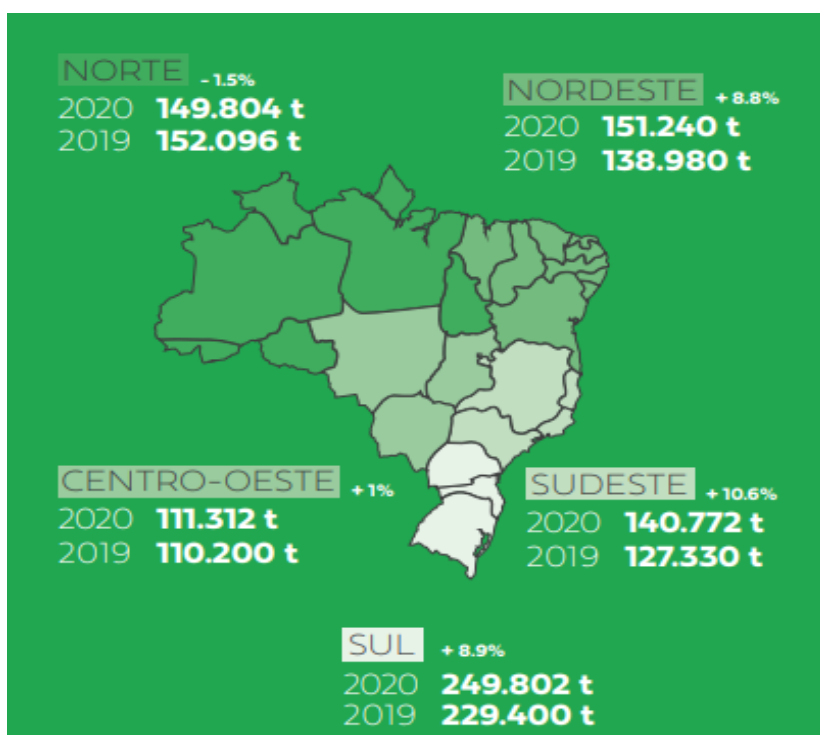 NORTE - 1.5%
2020 149.804 t
2019 152.096 t
NORDESTE + 8.8%
2020 151.240 t
2019 138.980 t
CENTRO-OESTE + 1%
2020 111.312 t
2019 110.200 t
SUDESTE + 10.6%
2020 140.772 t
2019 127.330 t
SUL + 8.9%
2020 249.802 t
2019 229.400 t